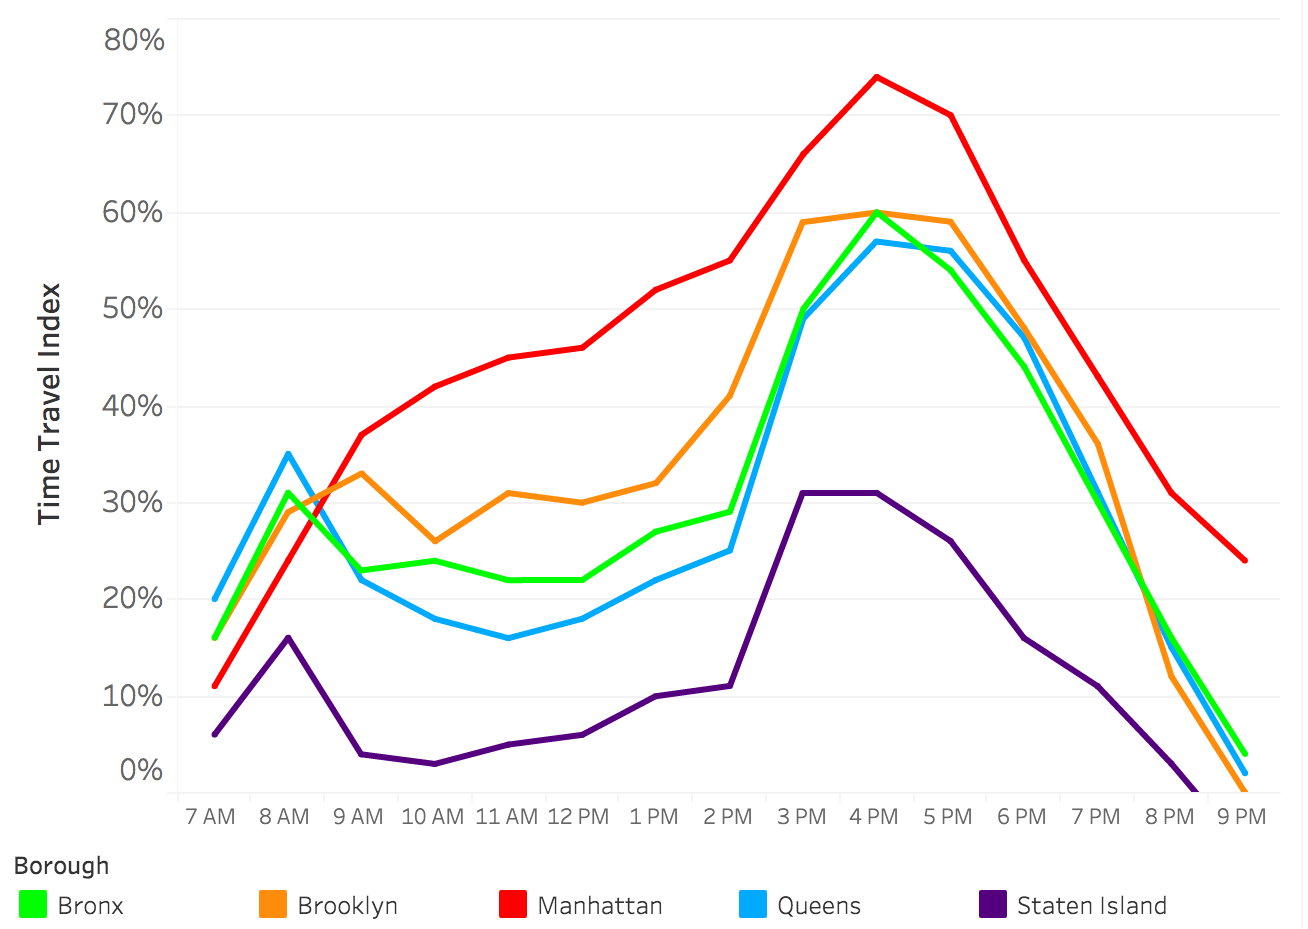 80%
70%
60%
50%
40%
30%
20%
10%
0%
Time Travel Index
7 AM 8 AM 9 AM 10 AM 11 AM 12 PM 1 PM 2 PM 3 PM 4 PM 5 PM 6 PM 7 PM 8 PM 9 PM
Borough
Bronx Brooklyn Manhattan Queens Staten Island